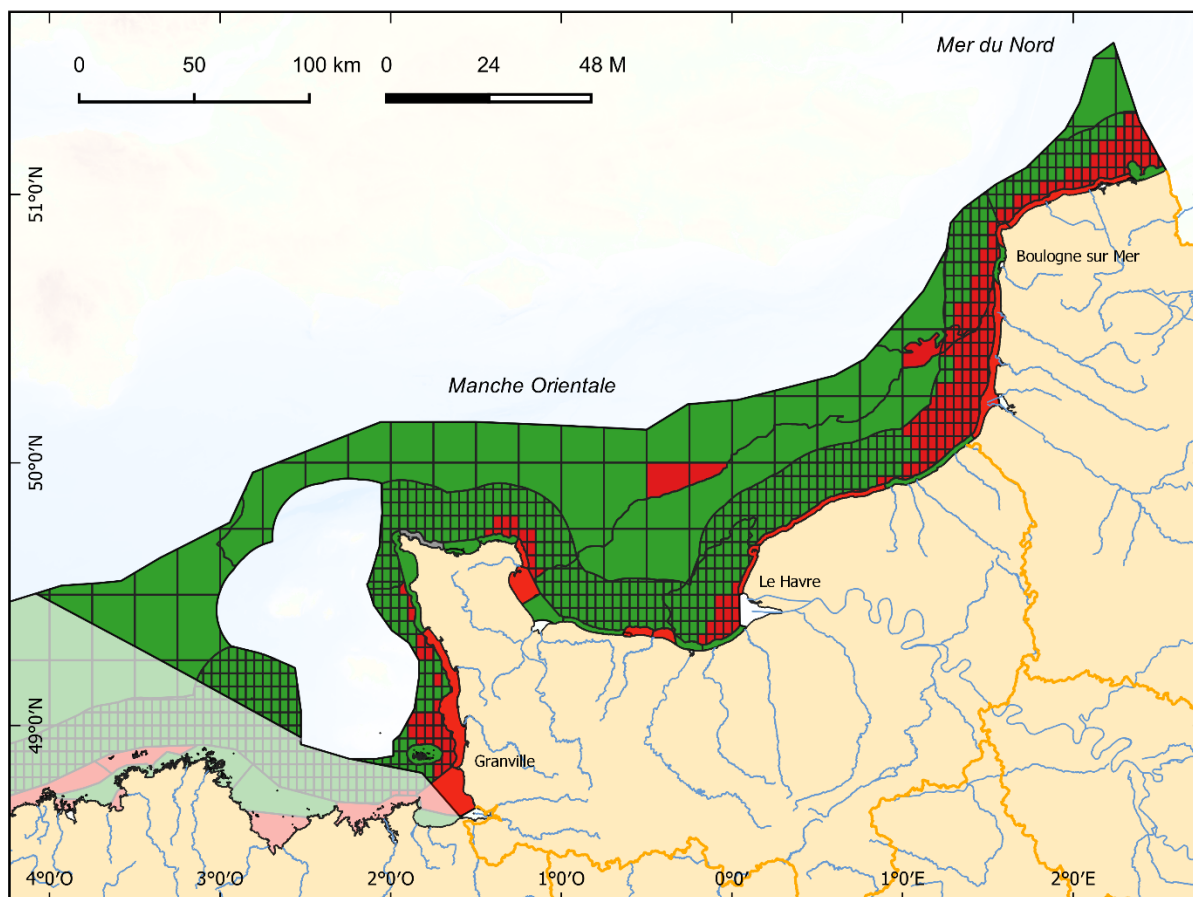 Mer du Nord
0 50 100 km 0 24 48 M
51°0′N
Boulogne sur Mer
Manche Orientale
50°0′N
Le Havre
49°0′N
Granville
4°0′O 3°0′O 2°0′O 1°0′O 0°0′O 1°0′E 2°0′E